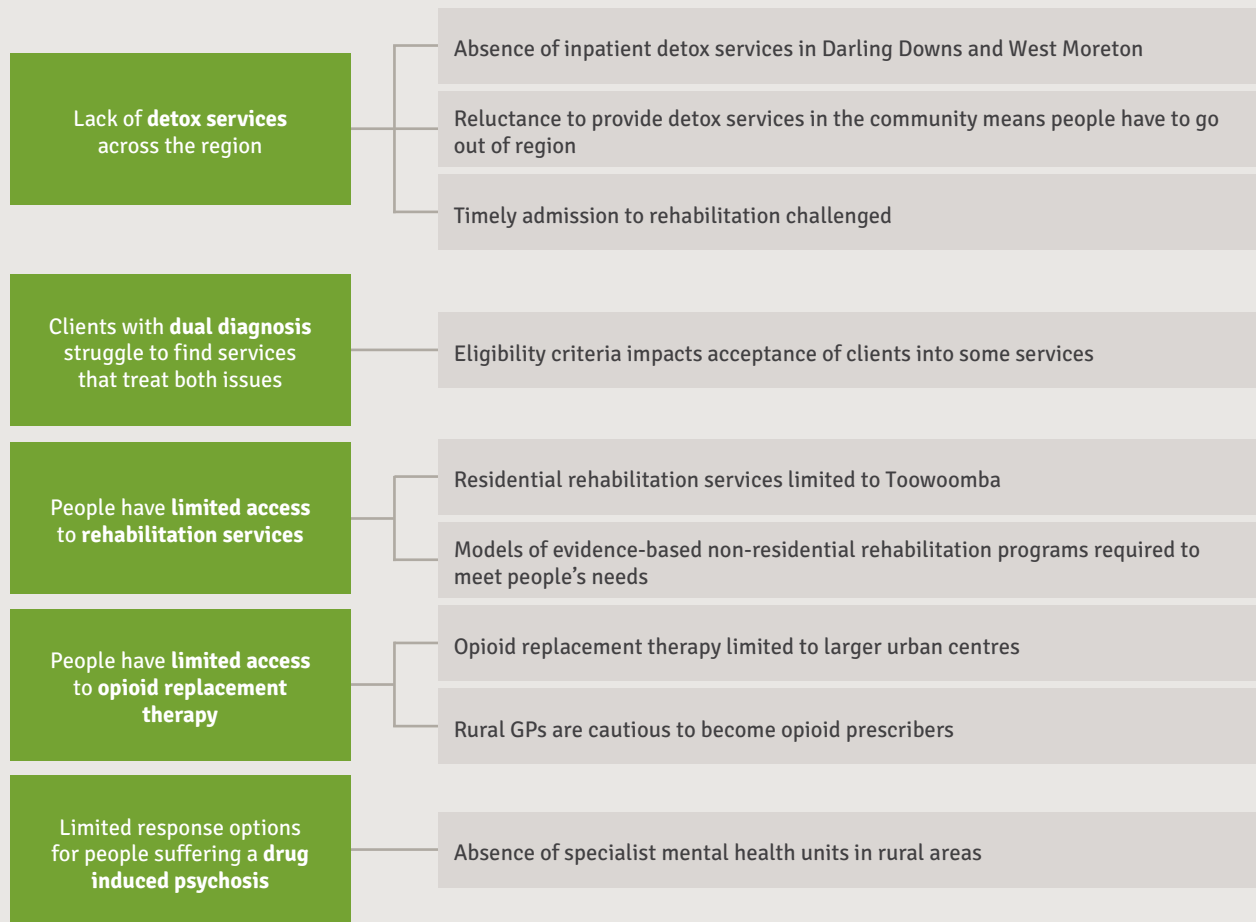 Lack of detox services
across the region
Absence of inpatient detox services in Darling Downs and West Moreton
Reluctance to provide detox services in the community means people have to go
out of region
Timely admission to rehabilitation challenged
Clients with dual diagnosis
struggle to find services
that treat both issues
Eligibility criteria impacts acceptance of clients into some services
People have limited access
to rehabilitation services
Residential rehabilitation services limited to Toowoomba
Models of evidence-based non-residential rehabilitation programs required to
meet people’s needs
People have limited access
to opioid replacement
therapy
Opioid replacement therapy limited to larger urban centres
Rural GPs are cautious to become opioid prescribers
Limited response options
for people suffering a drug
induced psychosis
Absence of specialist mental health units in rural areas